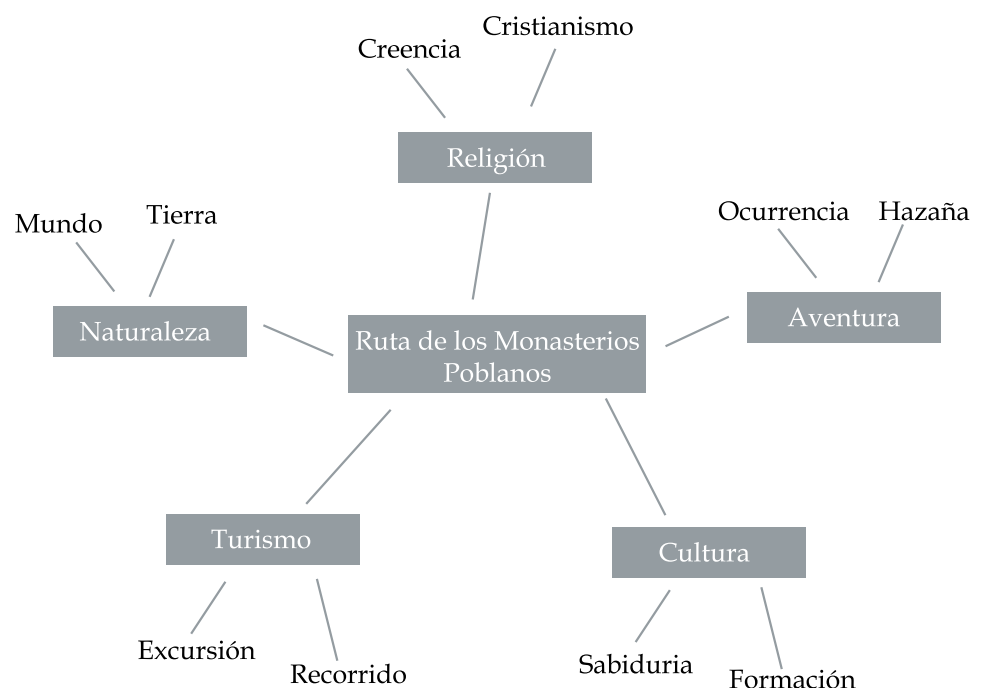 Cristianismo
Creencia
Religión
Mundo
Tierra
Naturaleza
Ocurrencia
Hazaña
Aventura
Ruta de los Monasterios
Poblanos
Turismo
Excursión
Recorrido
Cultura
Sabiduria
Formación